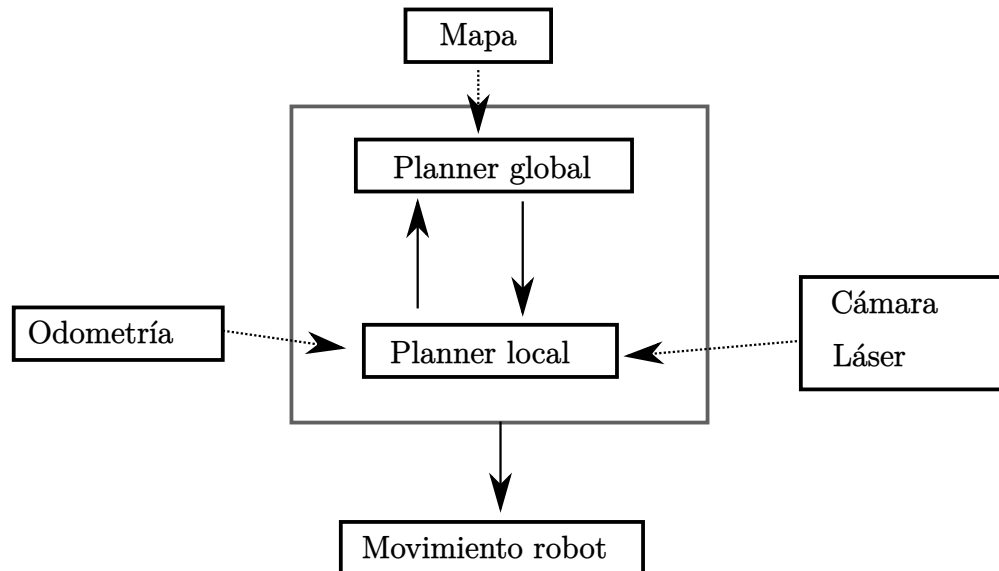 Mapa
Planner global
Odometría
Planner local
Cámara
Láser
Movimiento robot